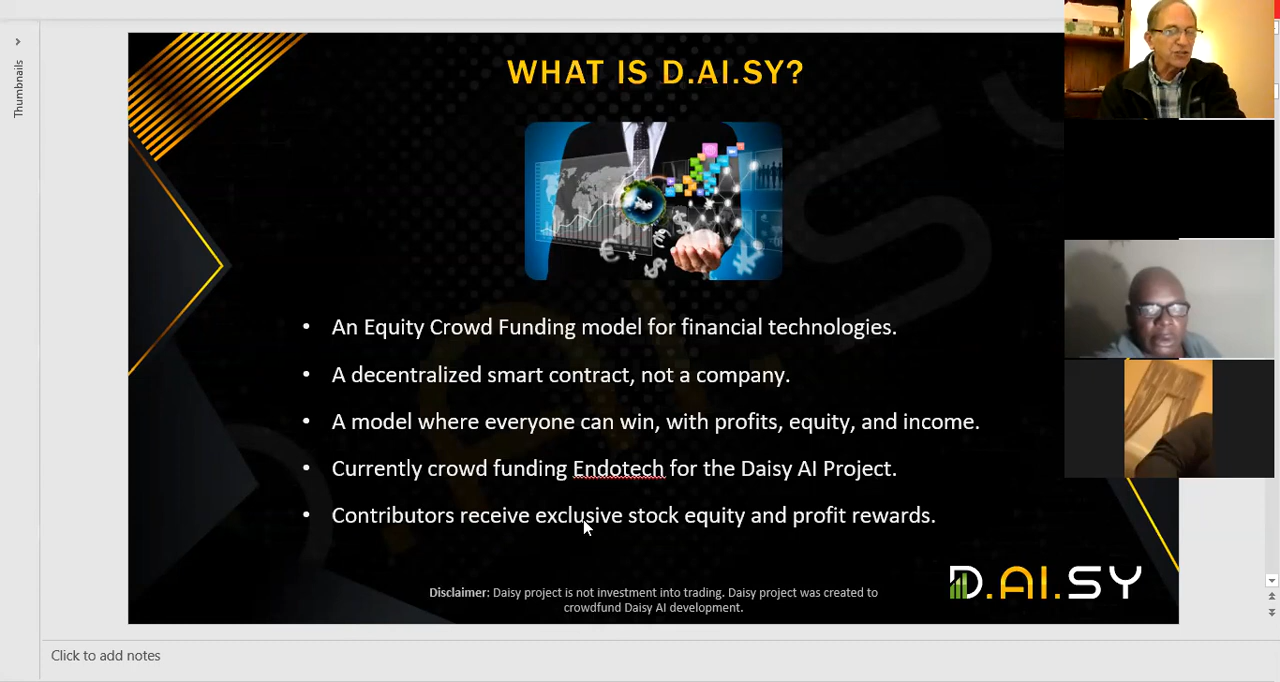 Thumbnails
WHAT IS D.AI.SY?
• An Equity Crowd Funding model for financial technologies.
• A decentralized smart contract, not a company.
• A model where everyone can win, with profits, equity, and income.
• Currently crowd funding Endotech for the Daisy AI Project.
• Contributors receive exclusive stock equity and profit rewards.
Disclaimer: Daisy project is not investment into trading. Daisy project was created to
crowdfund Daisy AI development.
D.AI.SY
Click to add notes